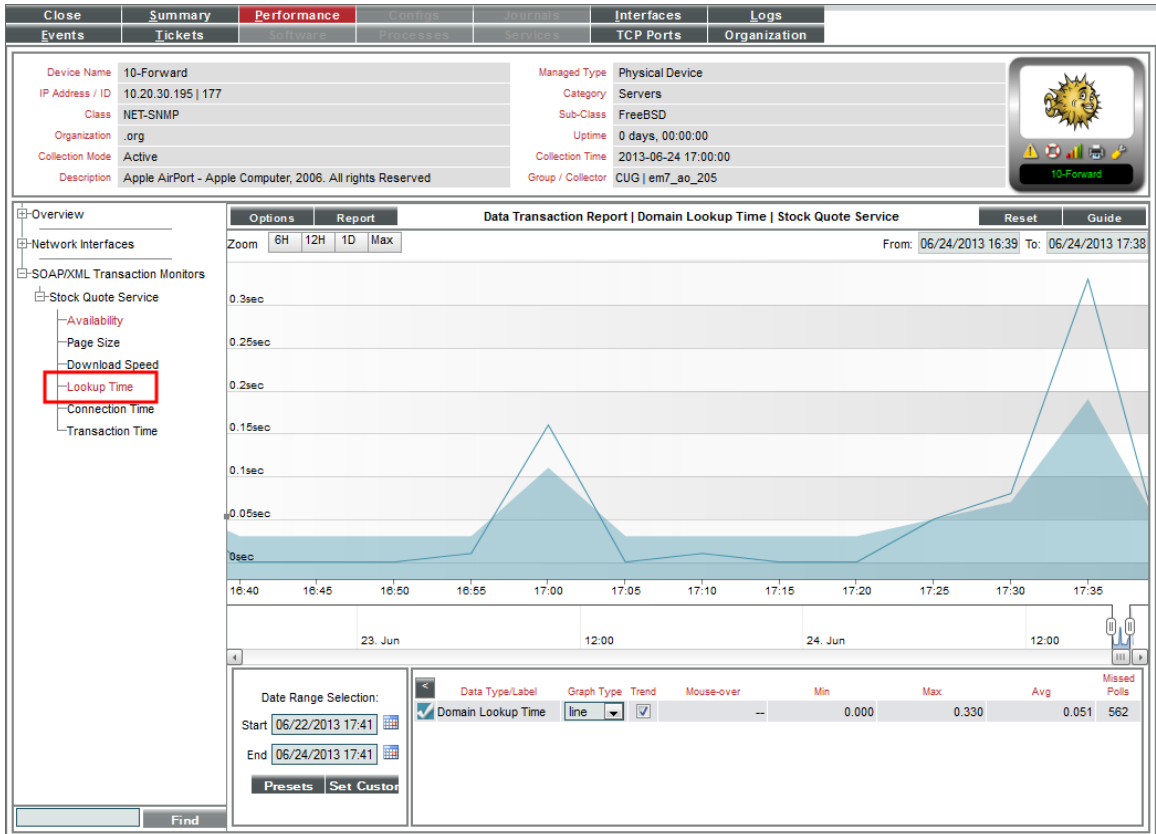 Close Summary Performance Configs Journals Interfaces Logs
Events Tickets Software Processes Services TCP Ports Organization
Device Name 10-Forward Managed Type Physical Device
IP Address / ID 10.20.30.195 | 177 Category Servers
Class NET-SNMP Sub-Class FreeBSD
Organization .org Uptime 0 days, 00:00:00
Collection Mode Active Collection Time 2013-06-24 17:00:00
Description Apple AirPort - Apple Computer, 2006. All rights Reserved Group / Collector CUG | em7_ao_205
10-Forward
Overview
Network Interfaces
SOAP/XML Transaction Monitors
Stock Quote Service
Availability
Page Size
Download Speed
Lookup Time
Connection Time
Transaction Time
Find
Options Report Data Transaction Report | Domain Lookup Time | Stock Quote Service Reset Guide
Zoom 6H 12H 1D Max From: 06/24/2013 16:39 To: 06/24/2013 17:38
0.3sec
0.25sec
0.2sec
0.15sec
0.1sec
0.05sec
0sec
16:40 16:45 16:50 16:55 17:00 17:05 17:10 17:15 17:20 17:25 17:30 17:35
23. Jun 12:00 24. Jun 12:00
Date Range Selection:
Start 06/22/2013 17:41
End 06/24/2013 17:41
Presets Set Custor
< Data Type/Label Graph Type Trend Mouse-over Min Max Avg Missed Polls
Domain Lookup Time line -- 0.000 0.330 0.051 562